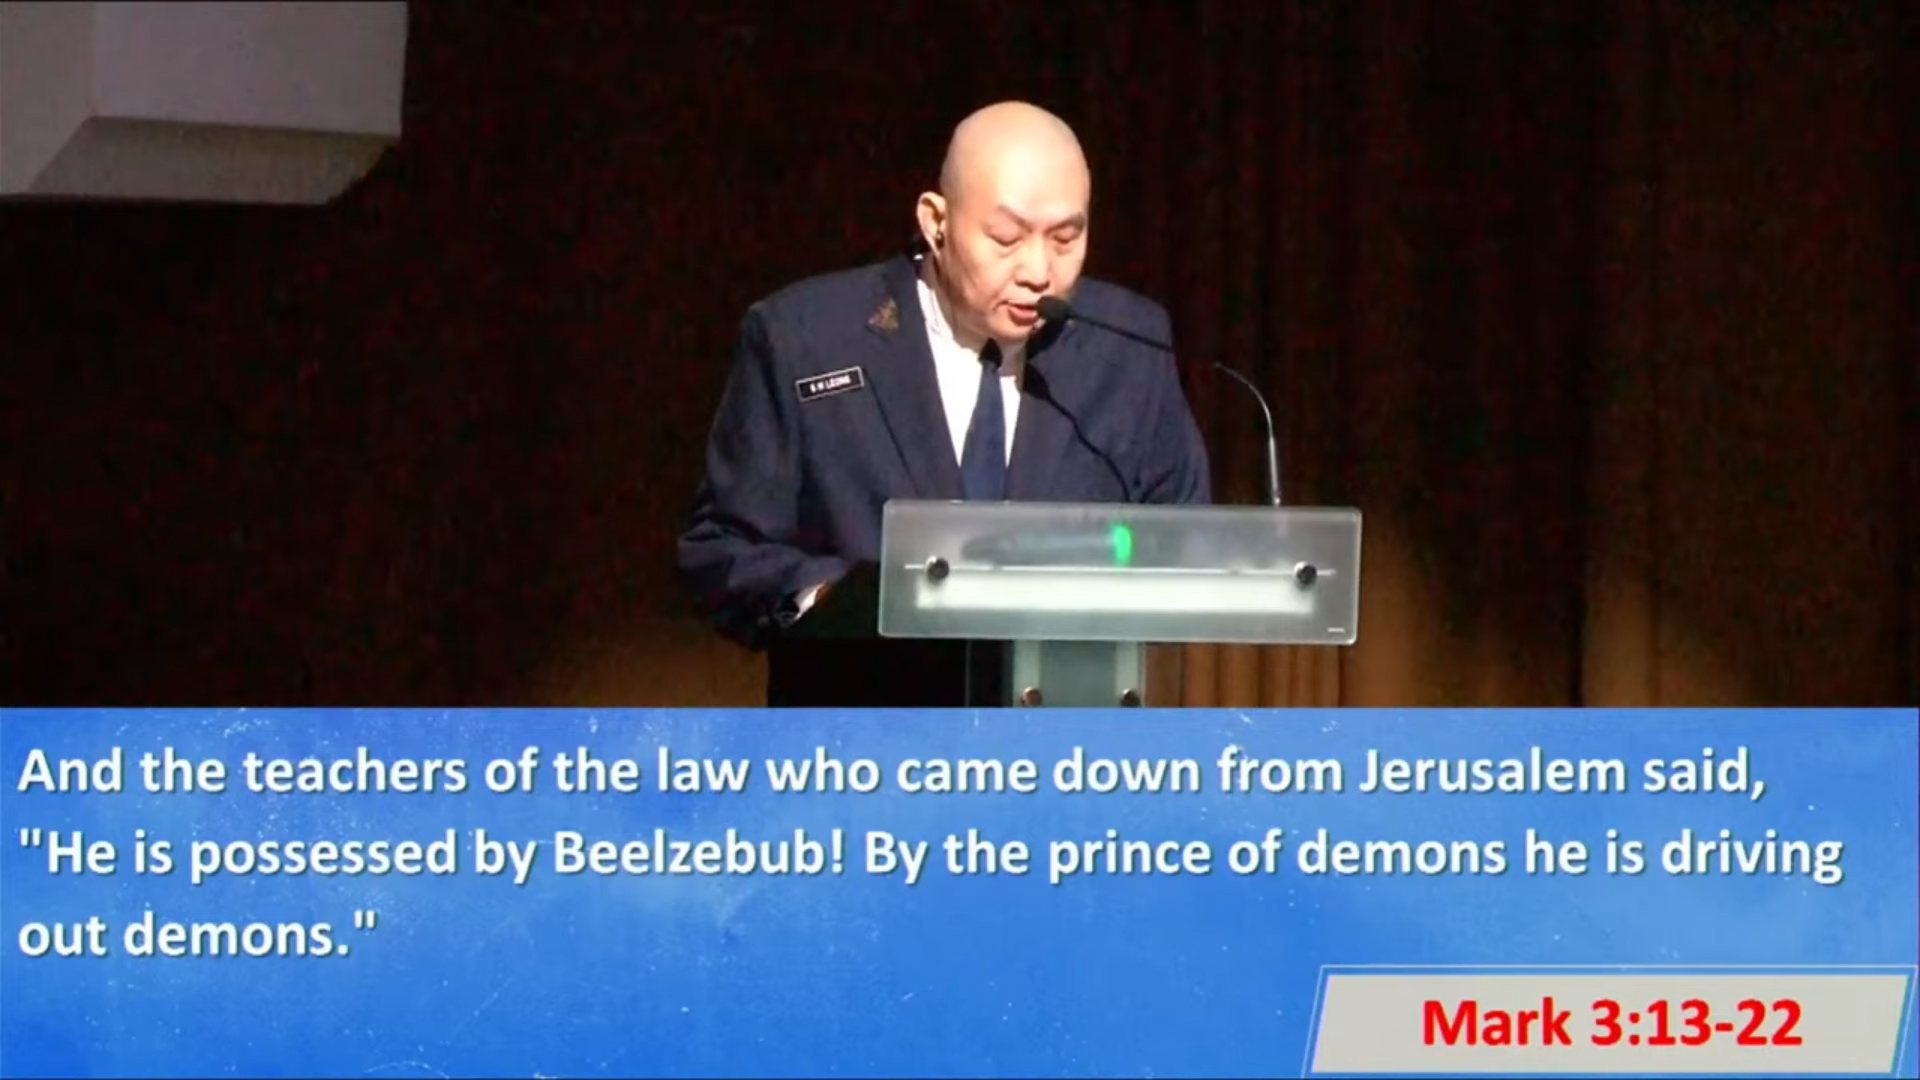 S H LEONG
And the teachers of the law who came down from Jerusalem said,
"He is possessed by Beelzebub! By the prince of demons he is driving
out demons."
Mark 3:13-22